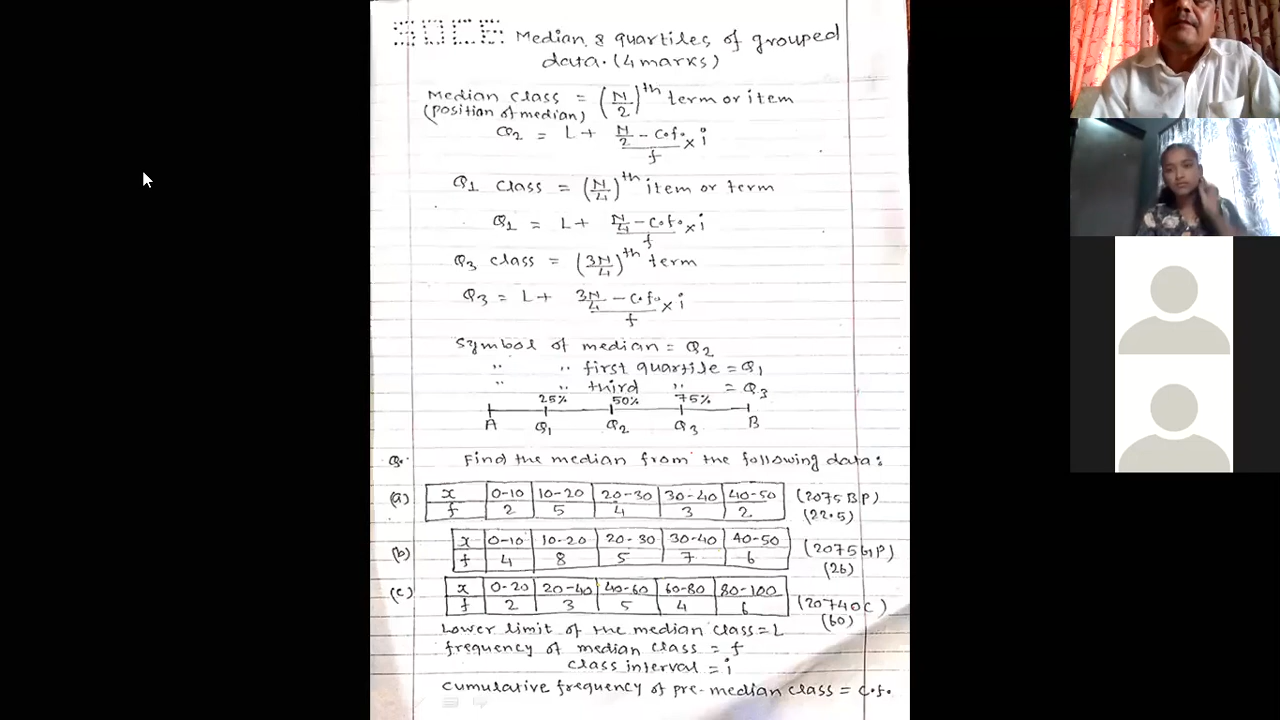 SOCE Median & quartiles of grouped
data. (4 marks)
Median class = (N/2)th term or item
(position of median)
Q2 = L + (N/2 - c.f.)/f × i
Q1 class = (N/4)th item or term
Q1 = L + (N/4 - c.f.)/f × i
Q3 class = (3N/4)th term
Q3 = L + (3N/4 - c.f.)/f × i
Symbol of median = Q2
" " first quartile = Q1
" " third " = Q3
25% 50% 75%
A Q1 Q2 Q3 B
Q. Find the median from the following data:
(a) x 0-10 10-20 20-30 30-40 40-50 (2075 BP)
f 2 5 4 3 2 (22.5)
(b) x 0-10 10-20 20-30 30-40 40-50 (2075 GP)
f 4 8 5 7 6 (26)
(c) x 0-20 20-40 40-60 60-80 80-100 (2074 OC)
f 2 3 5 4 6 (60)
Lower limit of the median class = L
frequency of median class = f
class interval = i
cumulative frequency of pre-median class = c.f.